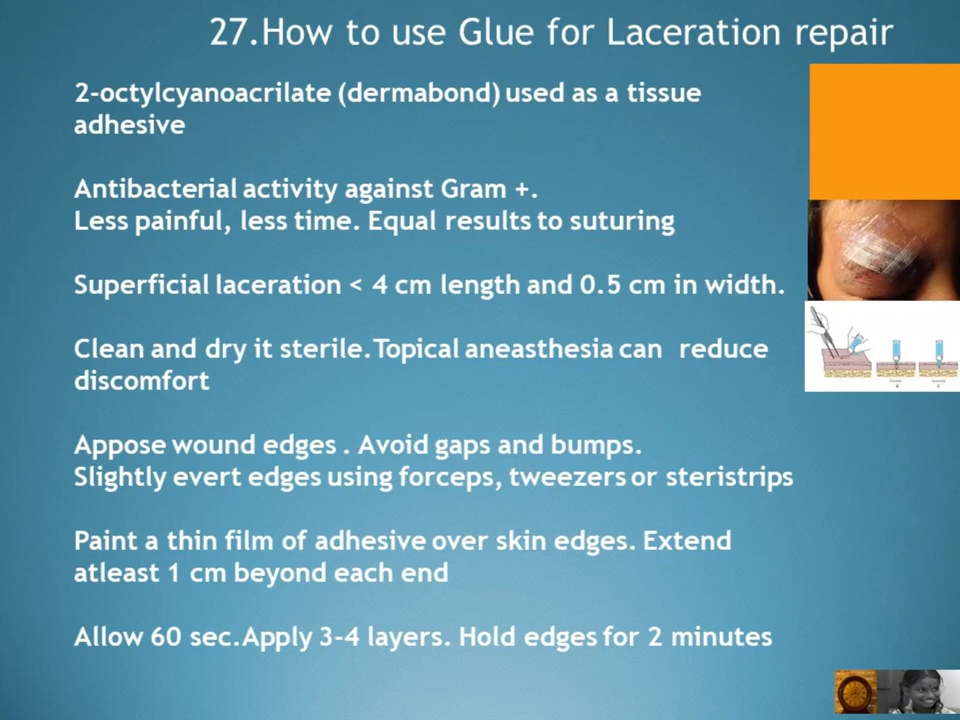 27.How to use Glue for Laceration repair
2-octylcyanoacrilate (dermabond) used as a tissue
adhesive
Antibacterial activity against Gram +.
Less painful, less time. Equal results to suturing
Superficial laceration < 4 cm length and 0.5 cm in width.
Clean and dry it sterile.Topical aneasthesia can reduce
discomfort
Appose wound edges . Avoid gaps and bumps.
Slightly evert edges using forceps, tweezers or steristrips
Paint a thin film of adhesive over skin edges. Extend
atleast 1 cm beyond each end
Allow 60 sec.Apply 3-4 layers. Hold edges for 2 minutes